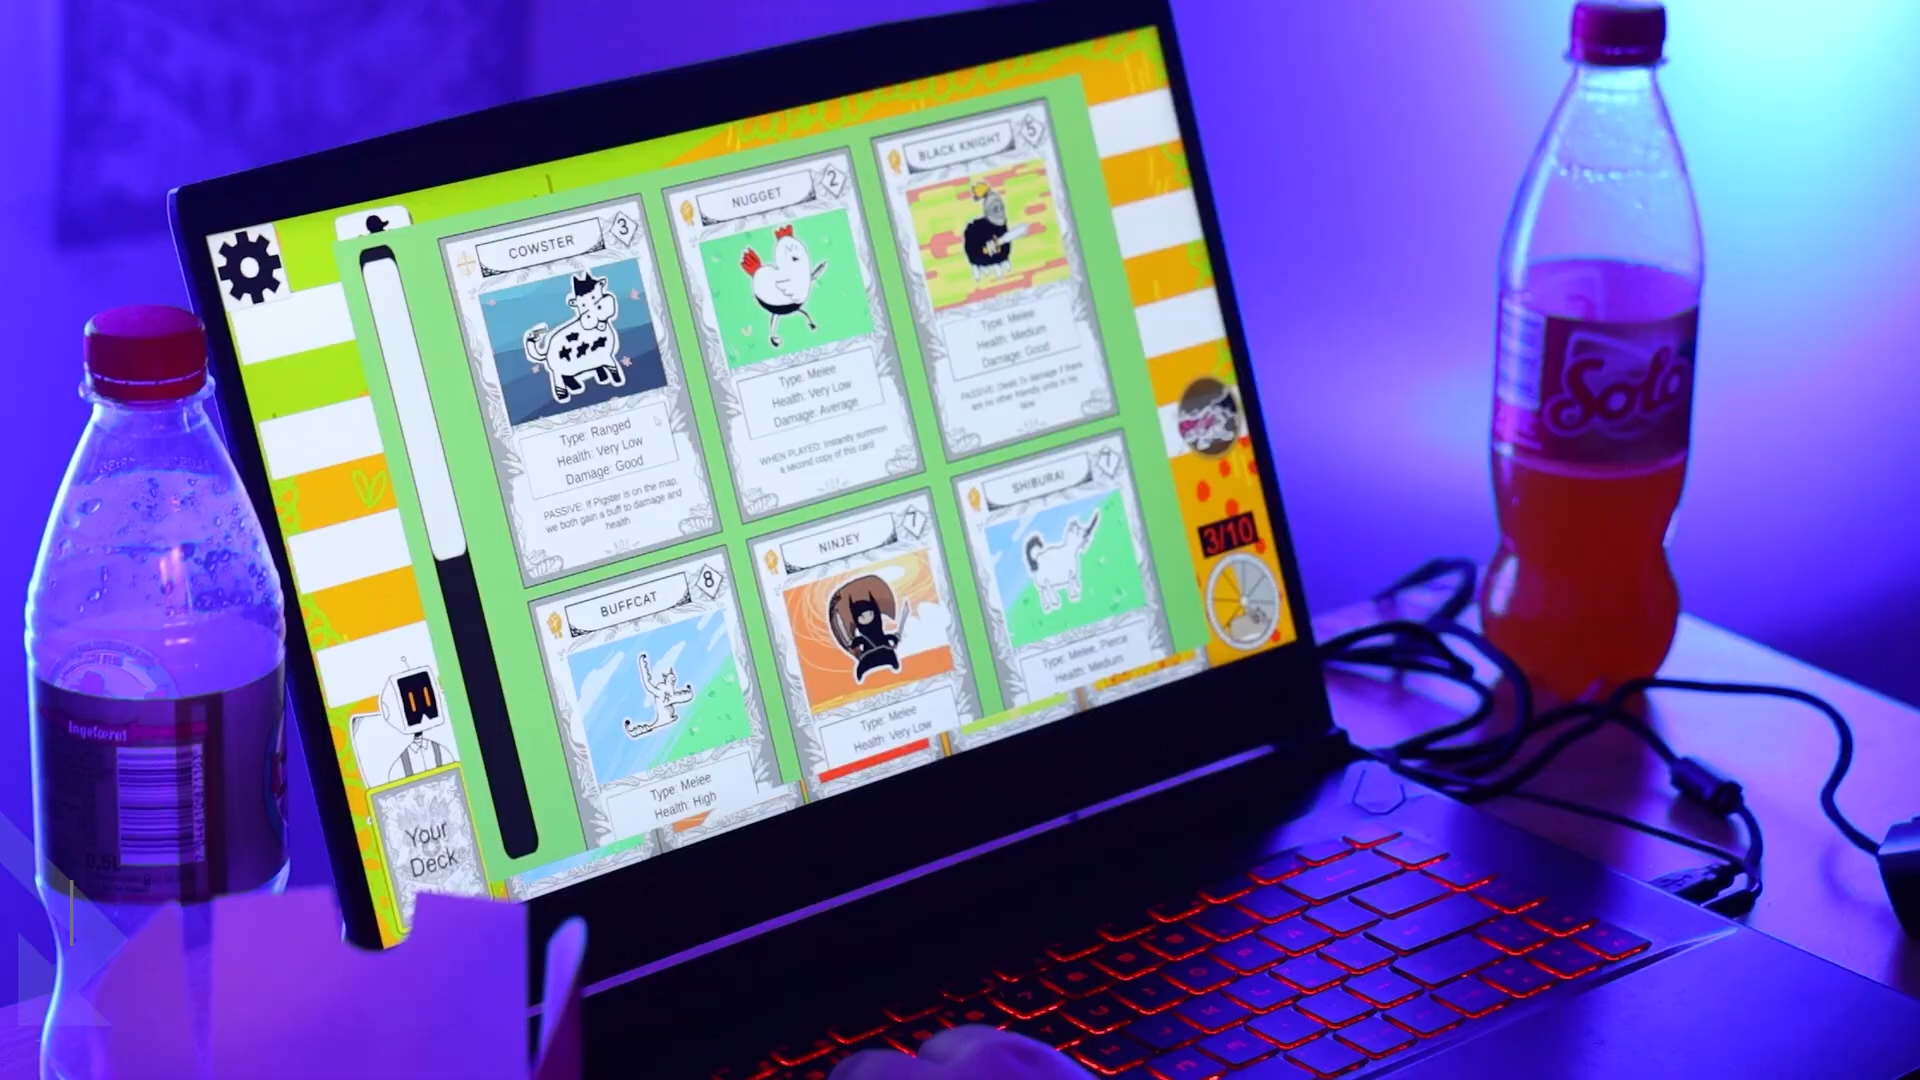 COWSTER
3
Type: Ranged
Health: Very Low
Damage: Good
PASSIVE: If Pigster is on the map,
we both gain a buff to damage and
health
NUGGET
2
Type: Melee
Health: Very Low
Damage: Average
WHEN PLAYED: Instantly summon
a second copy of this card
BLACK KNIGHT
5
Type: Melee
Health: Medium
Damage: Good
BUFFCAT
8
Type: Melee
Health: High
NINJEY
7
Type: Melee
Health: Very Low
SHIBURAI
7
Type: Melee, Pierce
Health: Medium
3/10
Your
Deck
Solo
Ingefærøl
0,5L